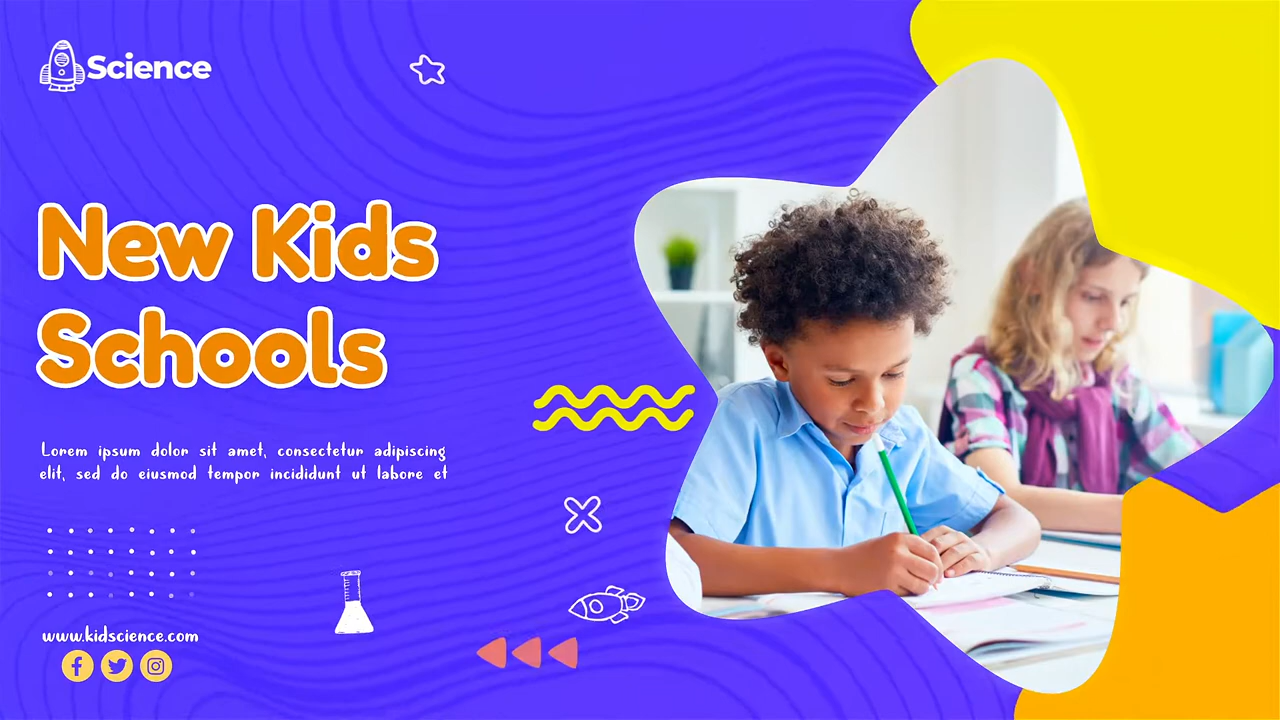 Science
New Kids
Schools
Lorem ipsum dolor sit amet, consectetur adipiscing
elit, sed do eiusmod tempor incididunt ut labore et
www.kidscience.com